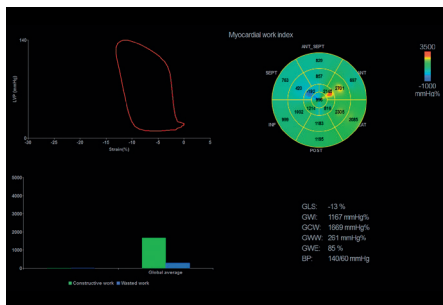 Myocardial work index
140
LVP (mmHg)
0
-30 -25 -20 -15 -10 -5 0 5
Strain(%)
ANT_SEPT
SEPT
ANT
INF
LAT
POST
3500
-1000
mmHg%
5000
4000
3000
2000
1000
0
Global average
Constructive work
Wasted work
GLS: -13 %
GWI: 1167 mmHg%
GCW: 1669 mmHg%
GWW: 261 mmHg%
GWE: 85 %
BP: 140/60 mmHg